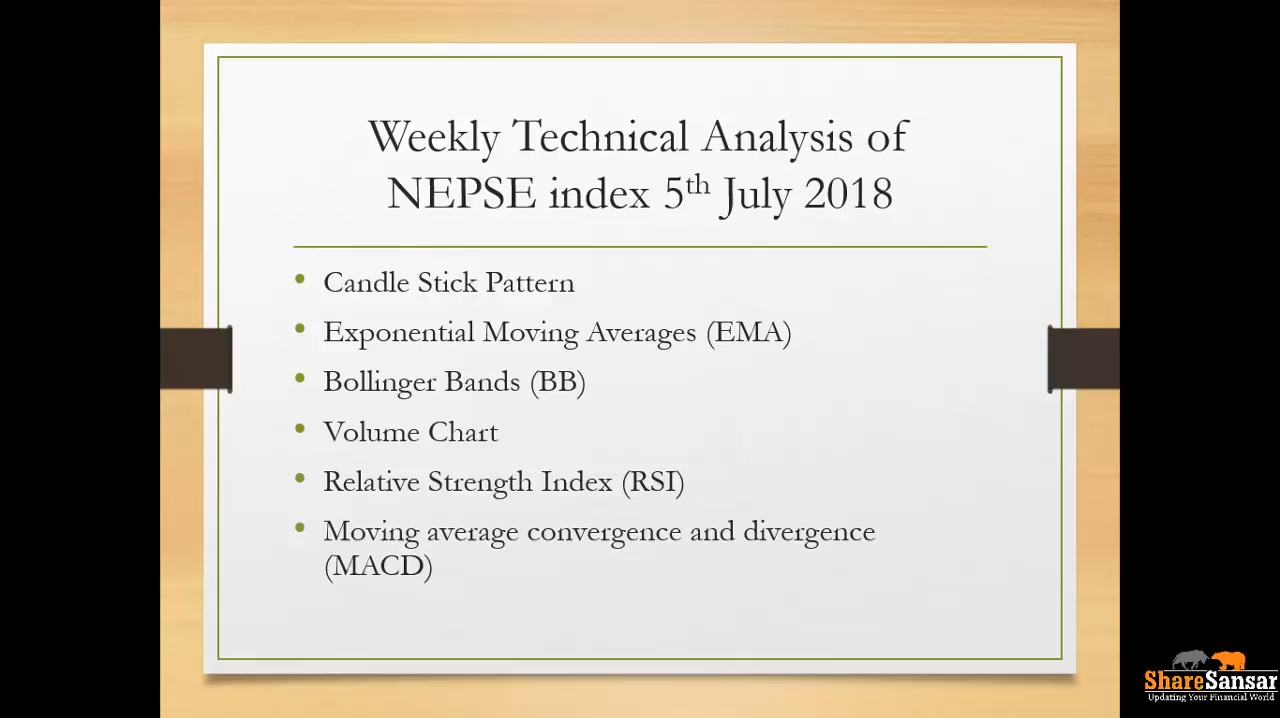 Weekly Technical Analysis of
NEPSE index 5th July 2018
• Candle Stick Pattern
• Exponential Moving Averages (EMA)
• Bollinger Bands (BB)
• Volume Chart
• Relative Strength Index (RSI)
• Moving average convergence and divergence
(MACD)
ShareSansar
Updating Your Financial World